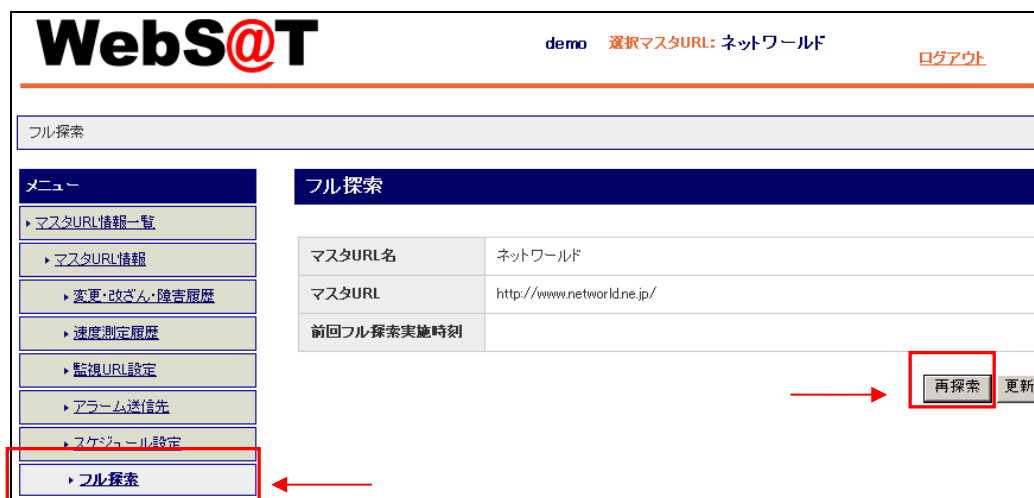 WebS@T
demo 選択マスタURL: ネットワールド
ログアウト
フル探索
メニュー
マスタURL情報一覧
マスタURL情報
変更・改ざん・障害履歴
速度測定履歴
監視URL設定
アラーム送信先
スケジュール設定
フル探索
フル探索
マスタURL名 ネットワールド
マスタURL http://www.networld.ne.jp/
前回フル探索実施時刻
再探索 更新